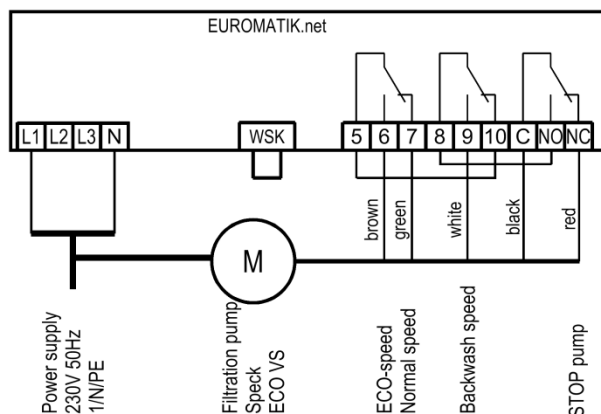 EUROMATIK.net
L1 L2 L3 N
WSK
5 6 7 8 9 10 C NO NC
brown
green
white
black
red
M
Power supply
230V 50Hz
1/N/PE
Filtration pump
Speck
ECO VS
ECO-speed
Normal speed
Backwash speed
STOP pump